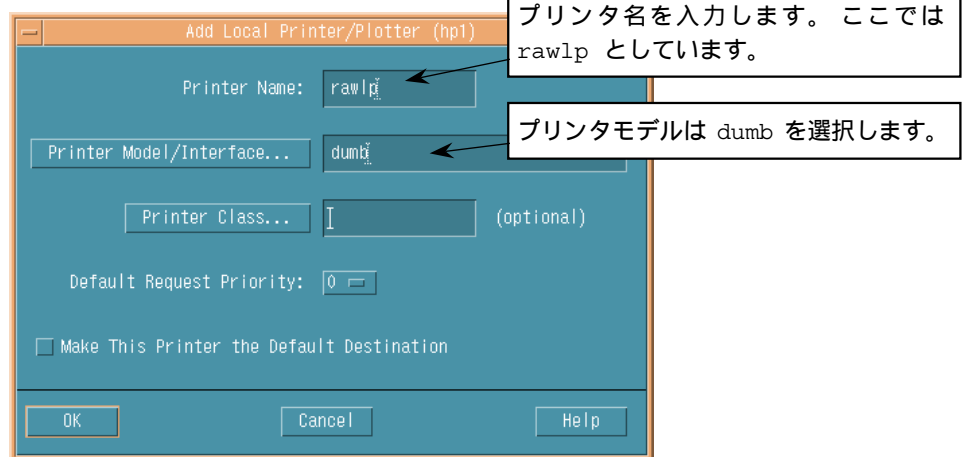 プリンタ名を入力します。 ここでは
rawlp としています。
Add Local Printer/Plotter (hp1)
Printer Name: rawlp
プリンタモデルは dumb を選択します。
Printer Model/Interface... dumb
Printer Class... (optional)
Default Request Priority: 0
Make This Printer the Default Destination
OK Cancel Help